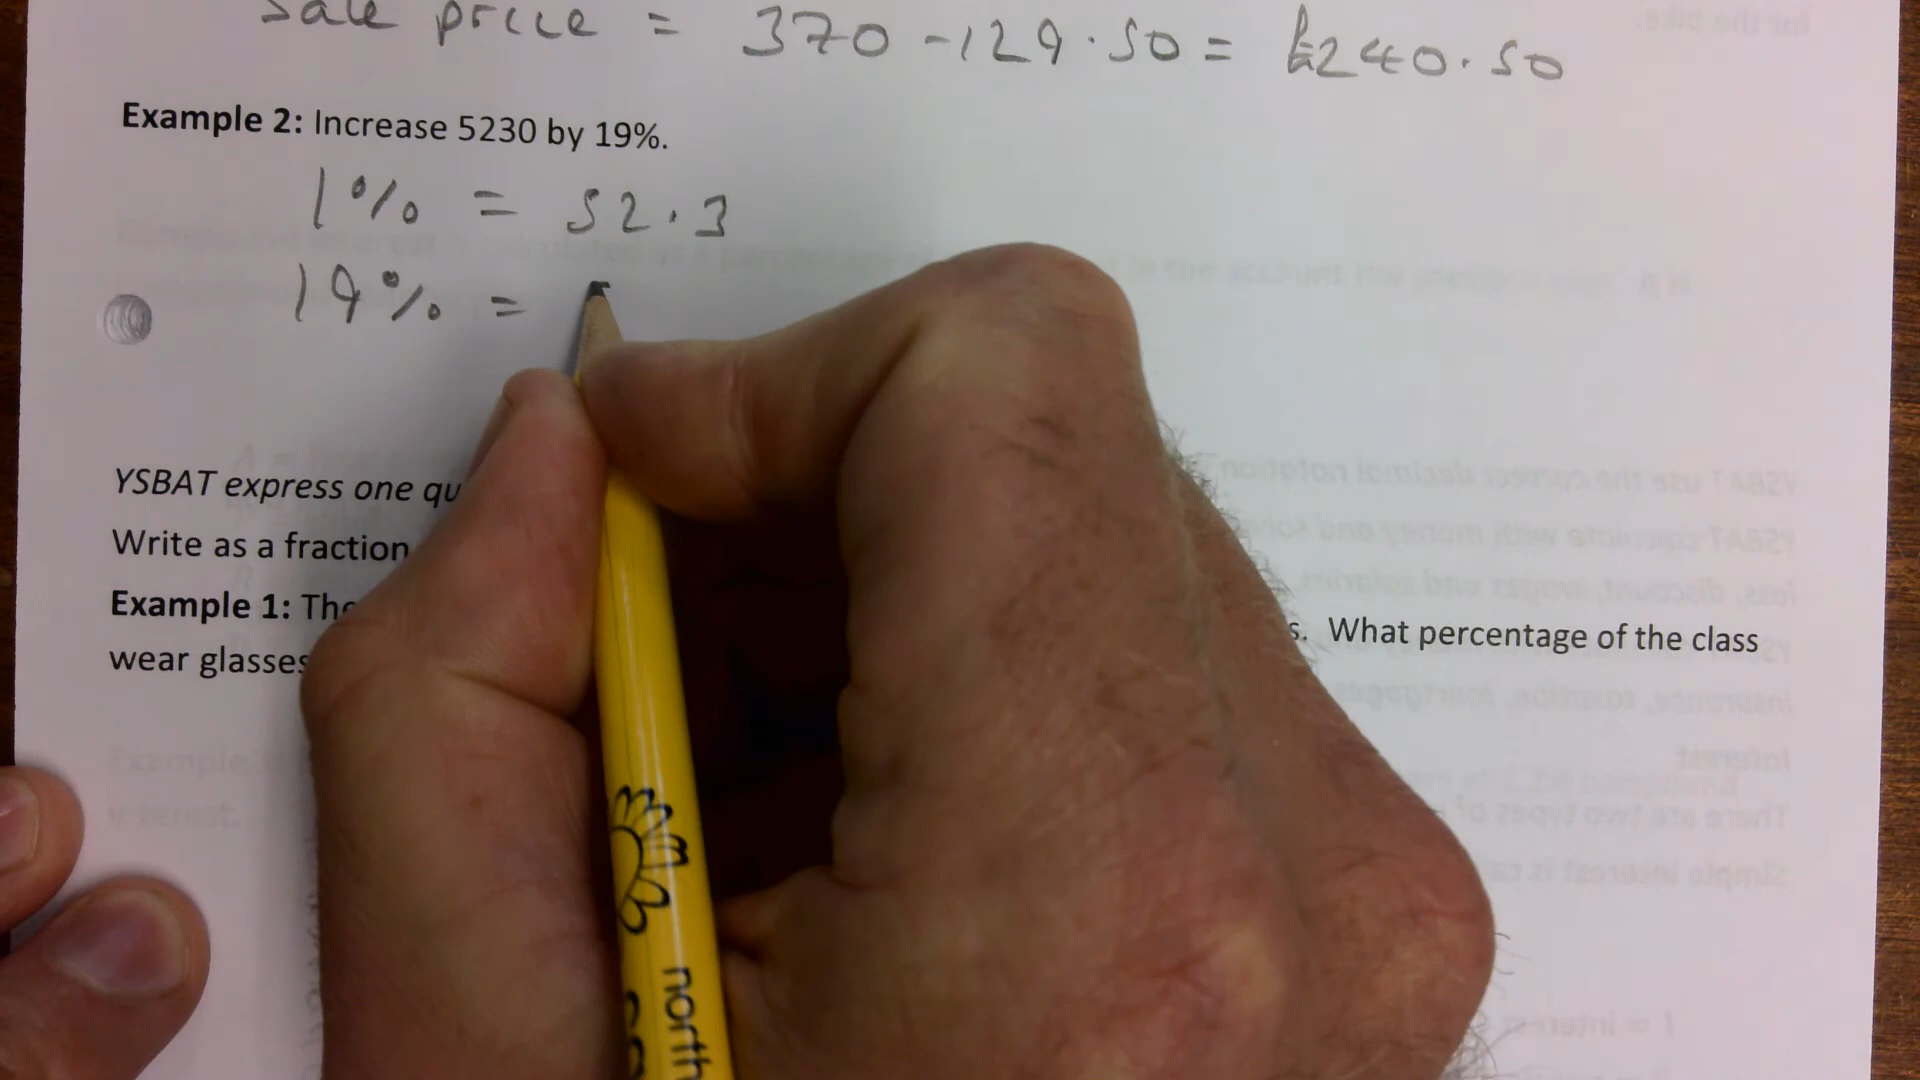 Sale price = 370 - 129.50 = £240.50
Example 2: Increase 5230 by 19%.
1% = 52.3
19% =
YSBAT express one qu
Write as a fraction
Example 1: The s. What percentage of the class
wear glasses
north